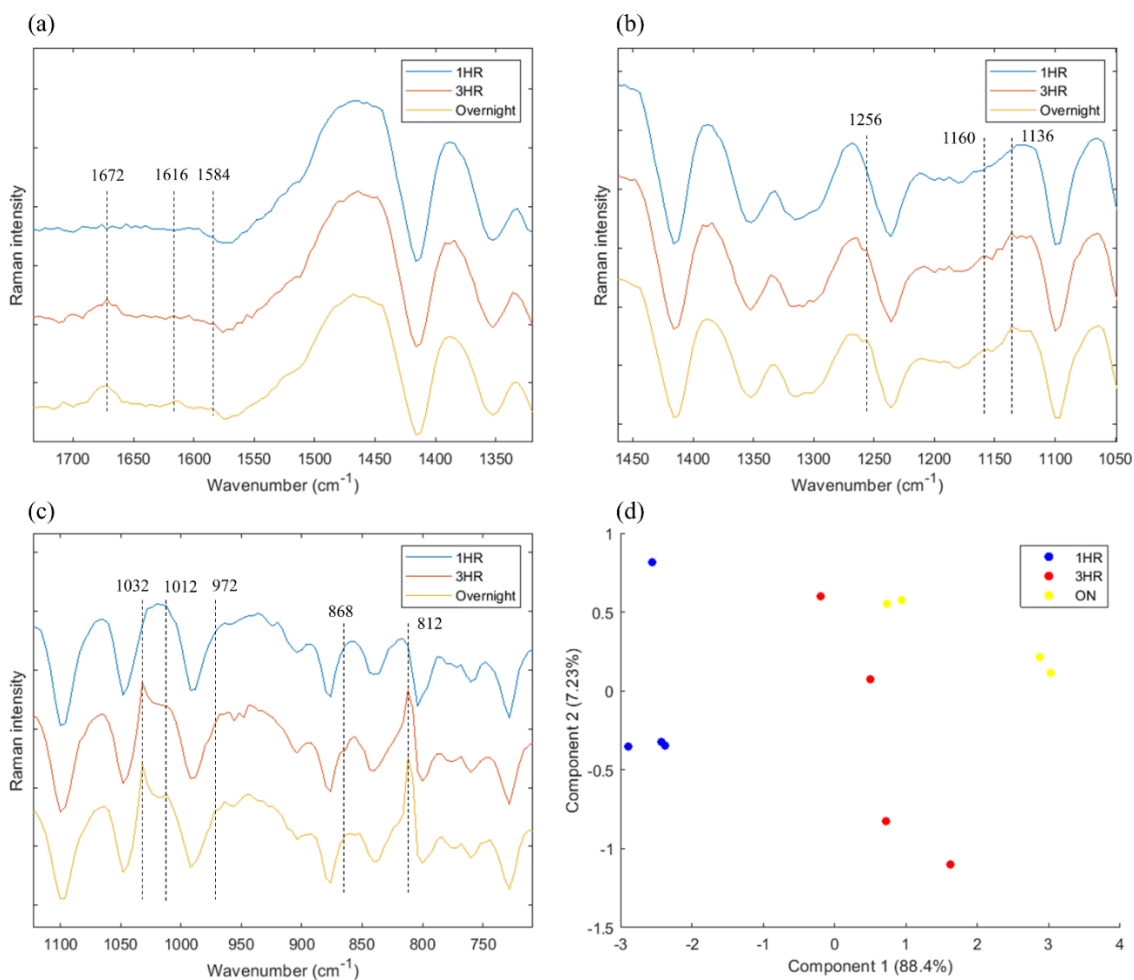 (a)
1HR
3HR
Overnight
1672
1616
1584
Raman intensity
1700
1650
1600
1550
1500
1450
1400
1350
Wavenumber (cm-1)
(b)
1HR
3HR
Overnight
1256
1160
1136
Raman intensity
1450
1400
1350
1300
1250
1200
1150
1100
1050
Wavenumber (cm-1)
(c)
1HR
3HR
Overnight
1032
1012
972
868
812
Raman intensity
1100
1050
1000
950
900
850
800
750
Wavenumber (cm-1)
(d)
1HR
3HR
ON
1
0.5
0
-0.5
-1
-1.5
Component 2 (7.23%)
-3
-2
-1
0
1
2
3
4
Component 1 (88.4%)